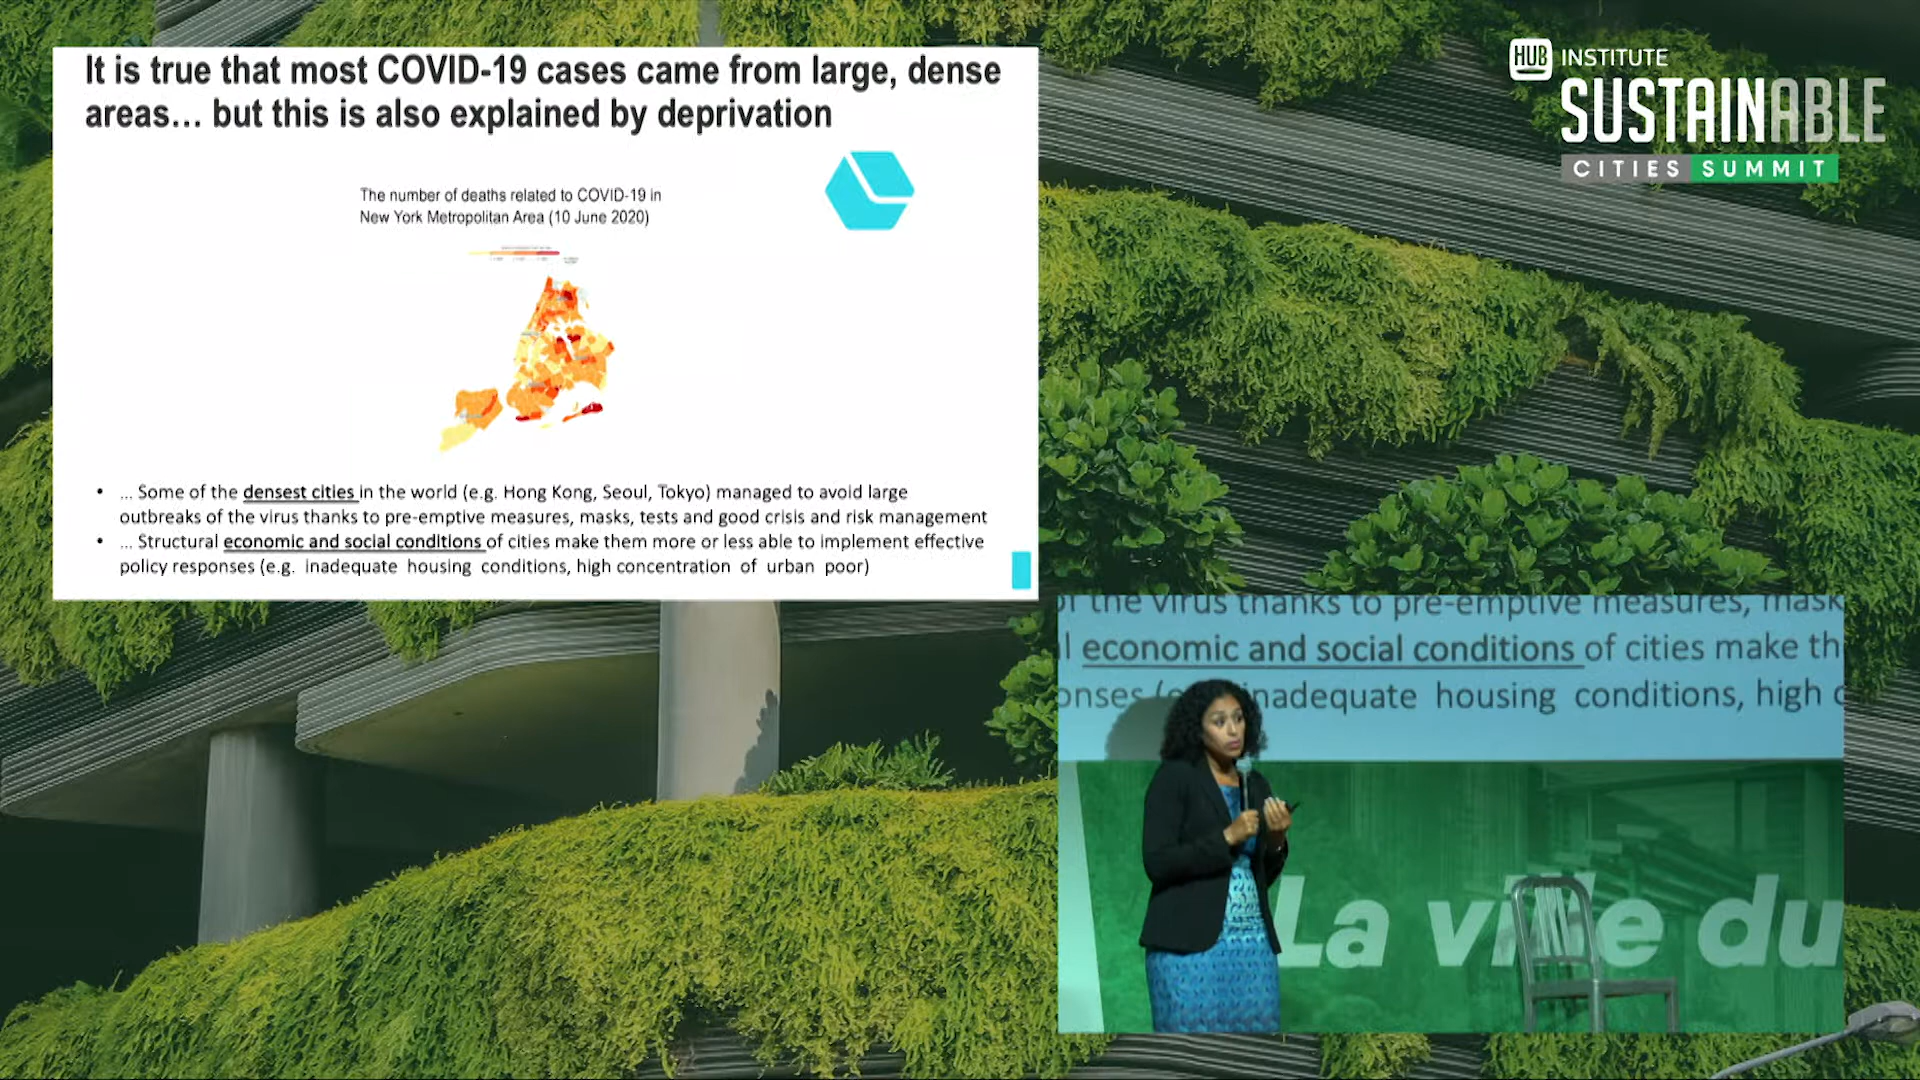 It is true that most COVID-19 cases came from large, dense
areas... but this is also explained by deprivation
The number of deaths related to COVID-19 in
New York Metropolitan Area (10 June 2020)
• ... Some of the densest cities in the world (e.g. Hong Kong, Seoul, Tokyo) managed to avoid large
outbreaks of the virus thanks to pre-emptive measures, masks, tests and good crisis and risk management
• ... Structural economic and social conditions of cities make them more or less able to implement effective
policy responses (e.g. inadequate housing conditions, high concentration of urban poor)
HUB INSTITUTE
SUSTAINABLE
CITIES SUMMIT
the virus thanks to pre-emptive measures, mask
economic and social conditions of cities make th
inadequate housing conditions, high c
La ville du